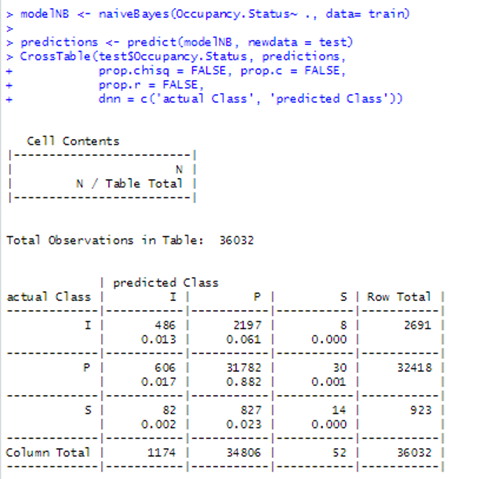 > modelNB <- naiveBayes(Occupancy.Status~ ., data= train)
>
> predictions <- predict(modelNB, newdata = test)
> CrossTable(test$Occupancy.Status, predictions,
+            prop.chisq = FALSE, prop.c = FALSE,
+            prop.r = FALSE,
+            dnn = c('actual Class', 'predicted Class'))
   Cell Contents
|-------------------------|
|                       N |
|         N / Table Total |
|-------------------------|
Total Observations in Table:  36032
             | predicted Class
actual Class |         I |         P |         S | Row Total |
-------------|-----------|-----------|-----------|-----------|
           I |       486 |      2197 |         8 |      2691 |
             |     0.013 |     0.061 |     0.000 |           |
-------------|-----------|-----------|-----------|-----------|
           P |       606 |     31782 |        30 |     32418 |
             |     0.017 |     0.882 |     0.001 |           |
-------------|-----------|-----------|-----------|-----------|
           S |        82 |       827 |        14 |       923 |
             |     0.002 |     0.023 |     0.000 |           |
-------------|-----------|-----------|-----------|-----------|
Column Total |      1174 |     34806 |        52 |     36032 |
-------------|-----------|-----------|-----------|-----------|